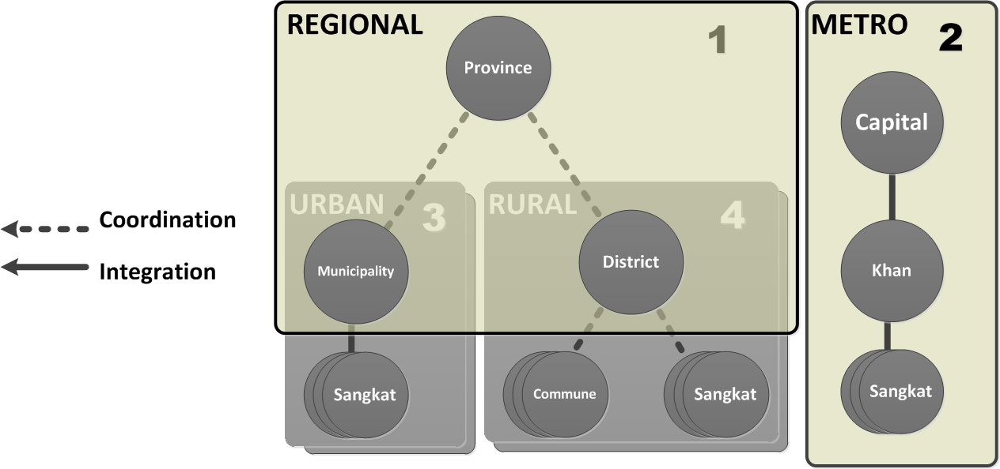 REGIONAL
1
METRO
2
Province
Capital
URBAN
3
RURAL
4
Coordination
Integration
Municipality
District
Khan
Sangkat
Commune
Sangkat
Sangkat